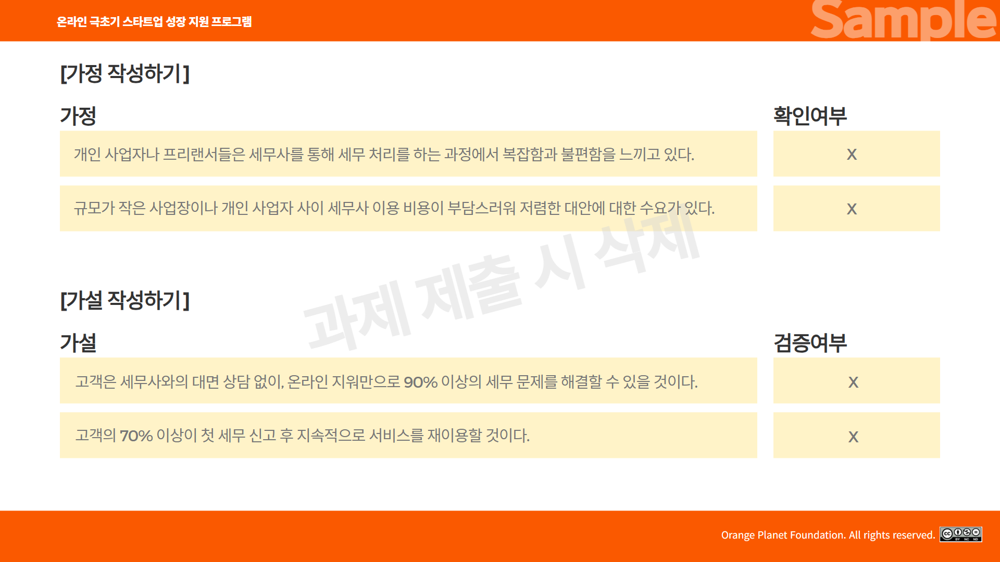 온라인 극초기 스타트업 성장 지원 프로그램
Sample
[가정 작성하기]
가정
확인여부
개인 사업자나 프리랜서들은 세무사를 통해 세무 처리를 하는 과정에서 복잡함과 불편함을 느끼고 있다.
X
규모가 작은 사업장이나 개인 사업자 사이 세무사 이용 비용이 부담스러워 저렴한 대안에 대한 수요가 있다.
X
과제 제출 시 삭제
[가설 작성하기]
가설
검증여부
고객은 세무사와의 대면 상담 없이, 온라인 지워만으로 90% 이상의 세무 문제를 해결할 수 있을 것이다.
X
고객의 70% 이상이 첫 세무 신고 후 지속적으로 서비스를 재이용할 것이다.
X
Orange Planet Foundation. All rights reserved.
cc BY NC ND